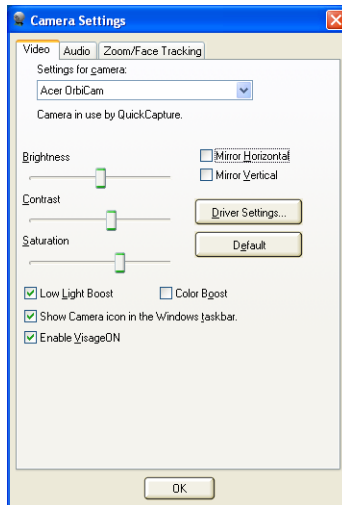 Camera Settings
Video Audio Zoom/Face Tracking
Settings for camera:
Acer OrbiCam
Camera in use by QuickCapture.
Brightness
Mirror Horizontal
Mirror Vertical
Contrast
Driver Settings...
Saturation
Default
Low Light Boost Color Boost
Show Camera icon in the Windows taskbar.
Enable VisageON
OK